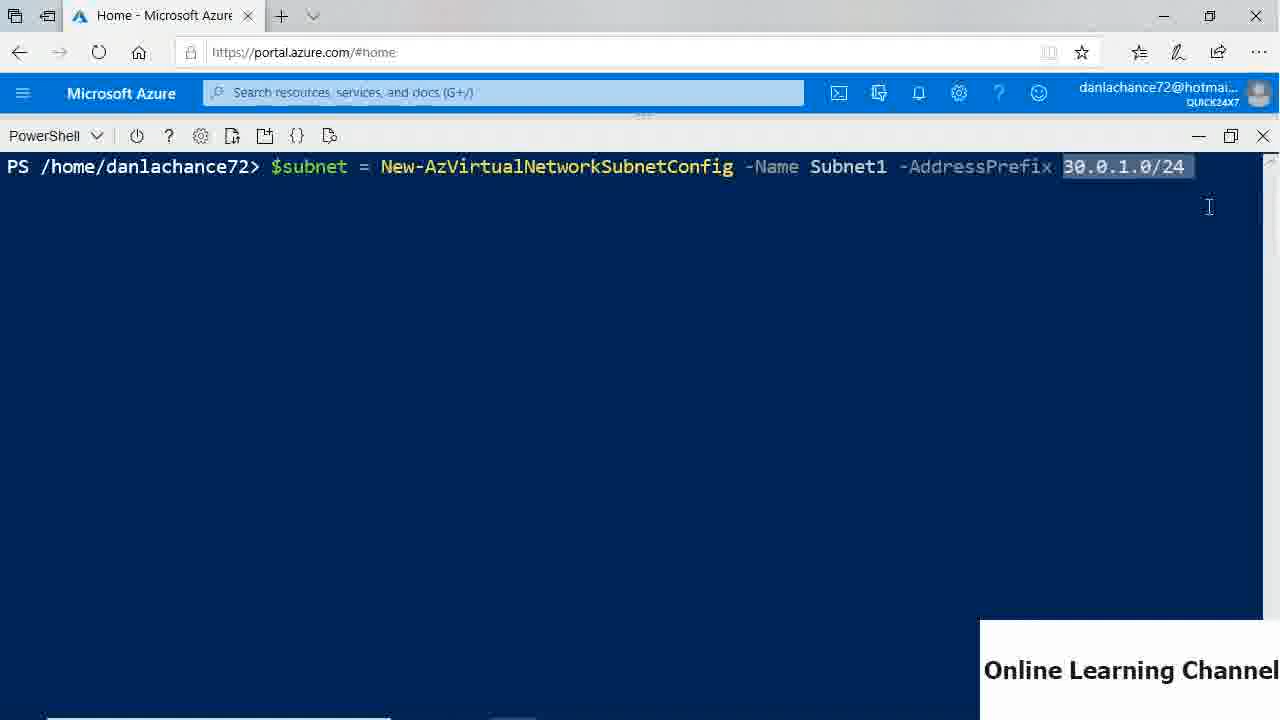 Home - Microsoft Azure
https://portal.azure.com/#home
Microsoft Azure
Search resources, services, and docs (G+/)
danlachance72@hotmai...
QUICK24X7
PowerShell
PS /home/danlachance72> $subnet = New-AzVirtualNetworkSubnetConfig -Name Subnet1 -AddressPrefix 30.0.1.0/24
Online Learning Channel